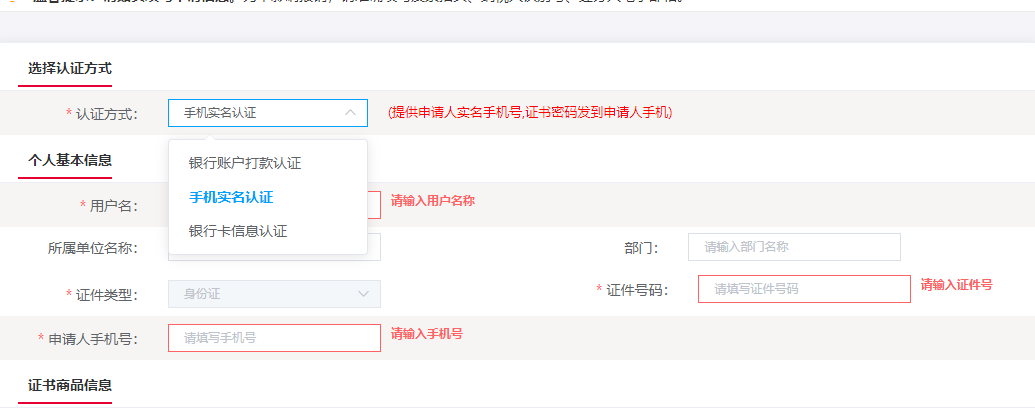 选择认证方式
* 认证方式： 手机实名认证 (提供申请人实名手机号,证书密码发到申请人手机)
银行账户打款认证
个人基本信息
手机实名认证
* 用户名： 请输入用户名称
银行卡信息认证
所属单位名称： 部门： 请输入部门名称
* 证件类型： 身份证 * 证件号码： 请填写证件号码 请输入证件号
* 申请人手机号： 请填写手机号 请输入手机号
证书商品信息